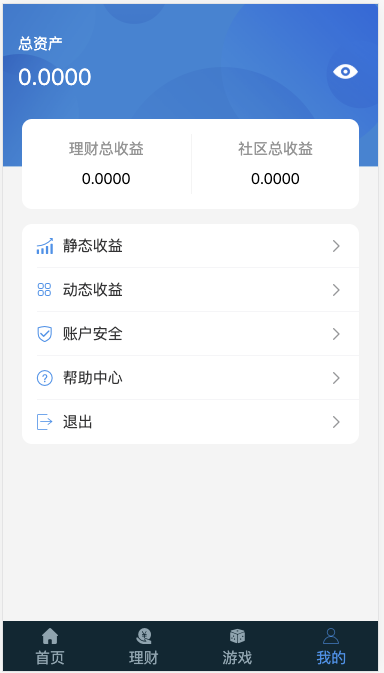 总资产
0.0000
理财总收益 社区总收益
0.0000 0.0000
静态收益
动态收益
账户安全
帮助中心
退出
首页 理财 游戏 我的